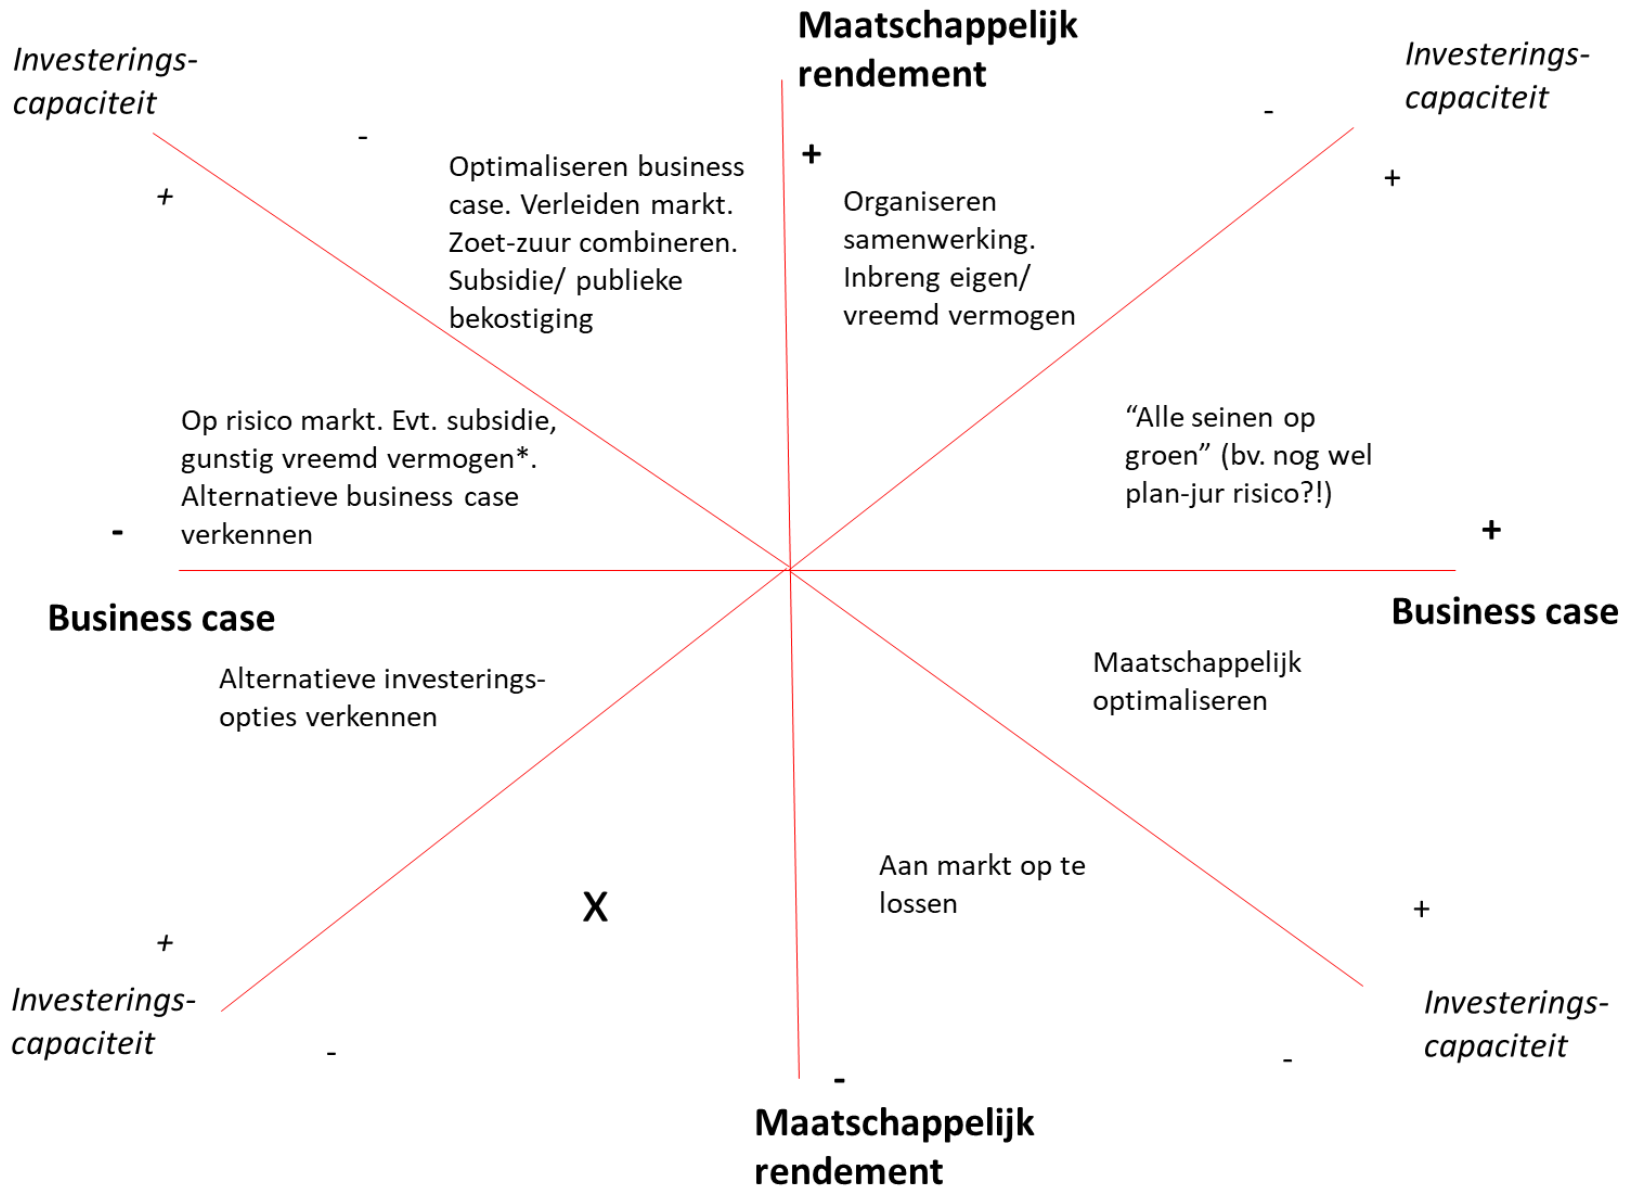 Maatschappelijk
rendement
Investerings-
capaciteit
Investerings-
capaciteit
-
-
+
+
+
Optimaliseren business
case. Verleiden markt.
Zoet-zuur combineren.
Subsidie/ publieke
bekostiging
Organiseren
samenwerking.
Inbreng eigen/
vreemd vermogen
Op risico markt. Evt. subsidie,
gunstig vreemd vermogen*.
Alternatieve business case
verkennen
“Alle seinen op
groen” (bv. nog wel
plan-jur risico?!)
-
+
Business case
Business case
Alternatieve investerings-
opties verkennen
Maatschappelijk
optimaliseren
X
Aan markt op te
lossen
+
+
Investerings-
capaciteit
Investerings-
capaciteit
-
-
-
Maatschappelijk
rendement